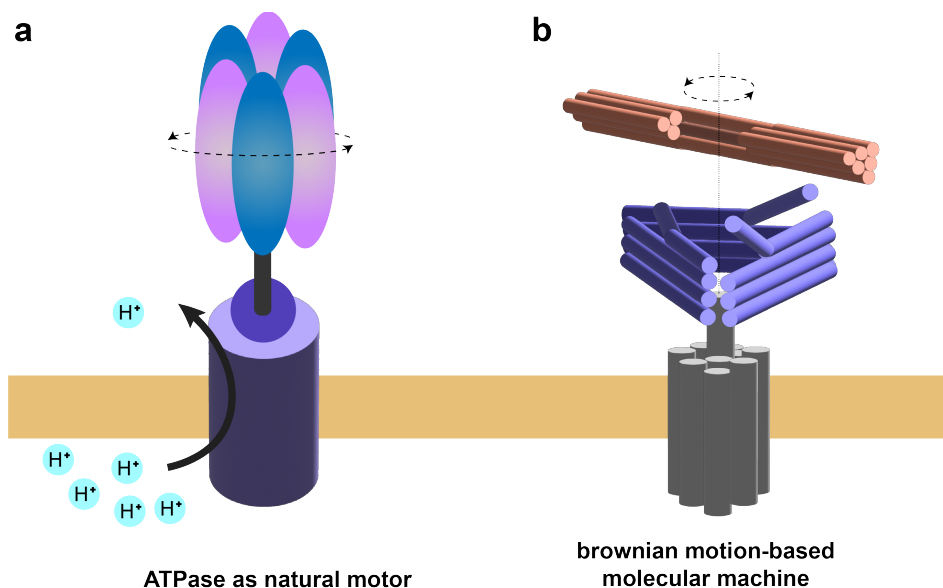 a
b
H+
H+
H+
H+
H+
H+
ATPase as natural motor
brownian motion-based
molecular machine